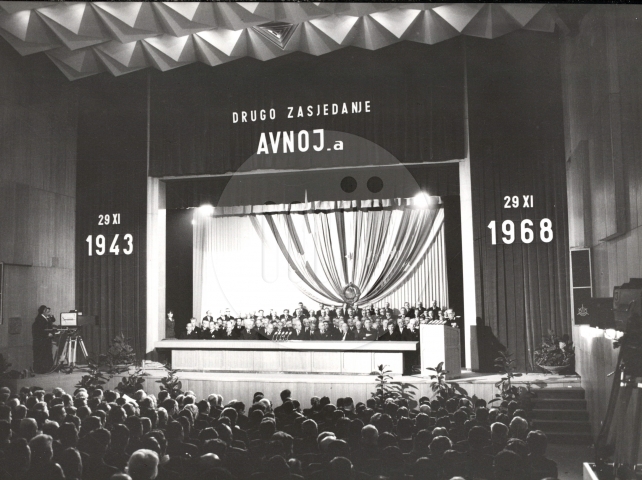 DRUGO ZASJEDANJE
AVNOJ-a
29 XI
1943
29 XI
1968